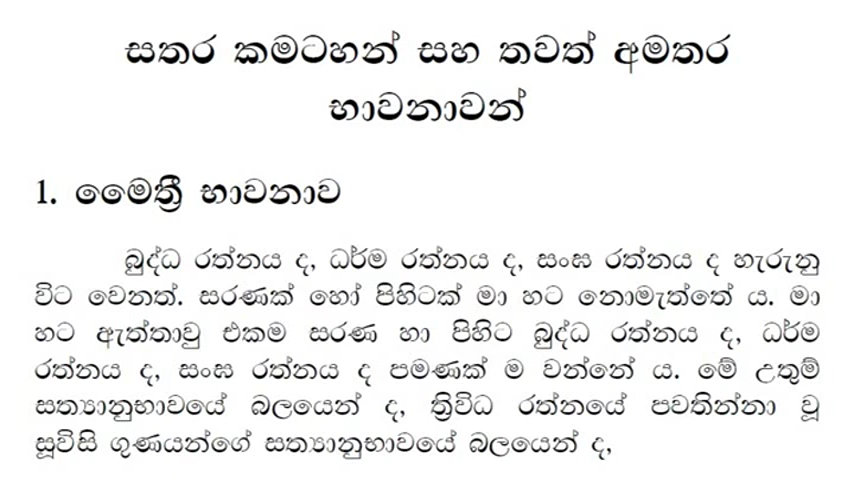 සතර කමටහන් සහ තවත් අමතර
භාවනාවන්
1. මෛත්‍රී භාවනාව
බුද්ධ රත්නය ද, ධර්ම රත්නය ද, සංඝ රත්නය ද හැරුනු
විට වෙනත්. සරණක් හෝ පිහිටක් මා හට නොමැත්තේ ය. මා
හට ඇත්තාවු එකම සරණ හා පිහිට බුද්ධ රත්නය ද, ධර්ම
රත්නය ද, සංඝ රත්නය ද පමණක් ම වන්නේ ය. මේ උතුම්
සත්‍යානුභාවයේ බලයෙන් ද, ත්‍රිවිධ රත්නයේ පවතින්නා වූ
සූවිසි ගුණයන්ගේ සත්‍යානුභාවයේ බලයෙන් ද,